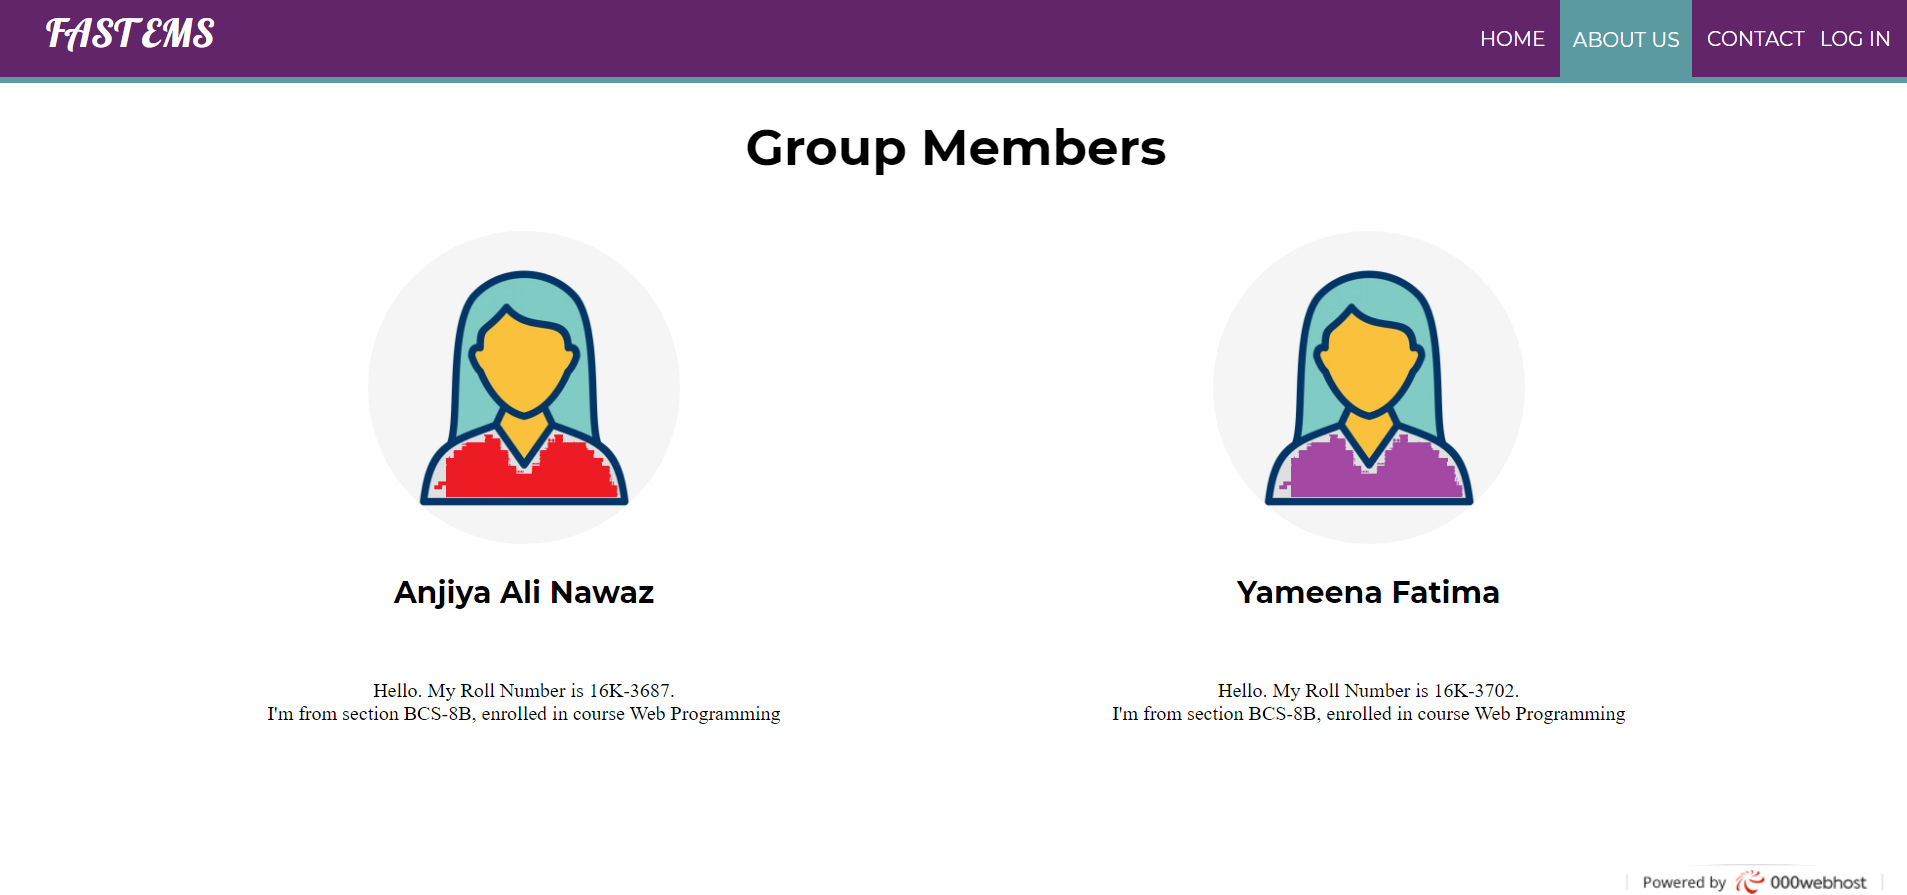 FAST EMS
HOME ABOUT US CONTACT LOG IN
Group Members
Anjiya Ali Nawaz
Hello. My Roll Number is 16K-3687.
I'm from section BCS-8B, enrolled in course Web Programming
Yameena Fatima
Hello. My Roll Number is 16K-3702.
I'm from section BCS-8B, enrolled in course Web Programming
Powered by 000webhost